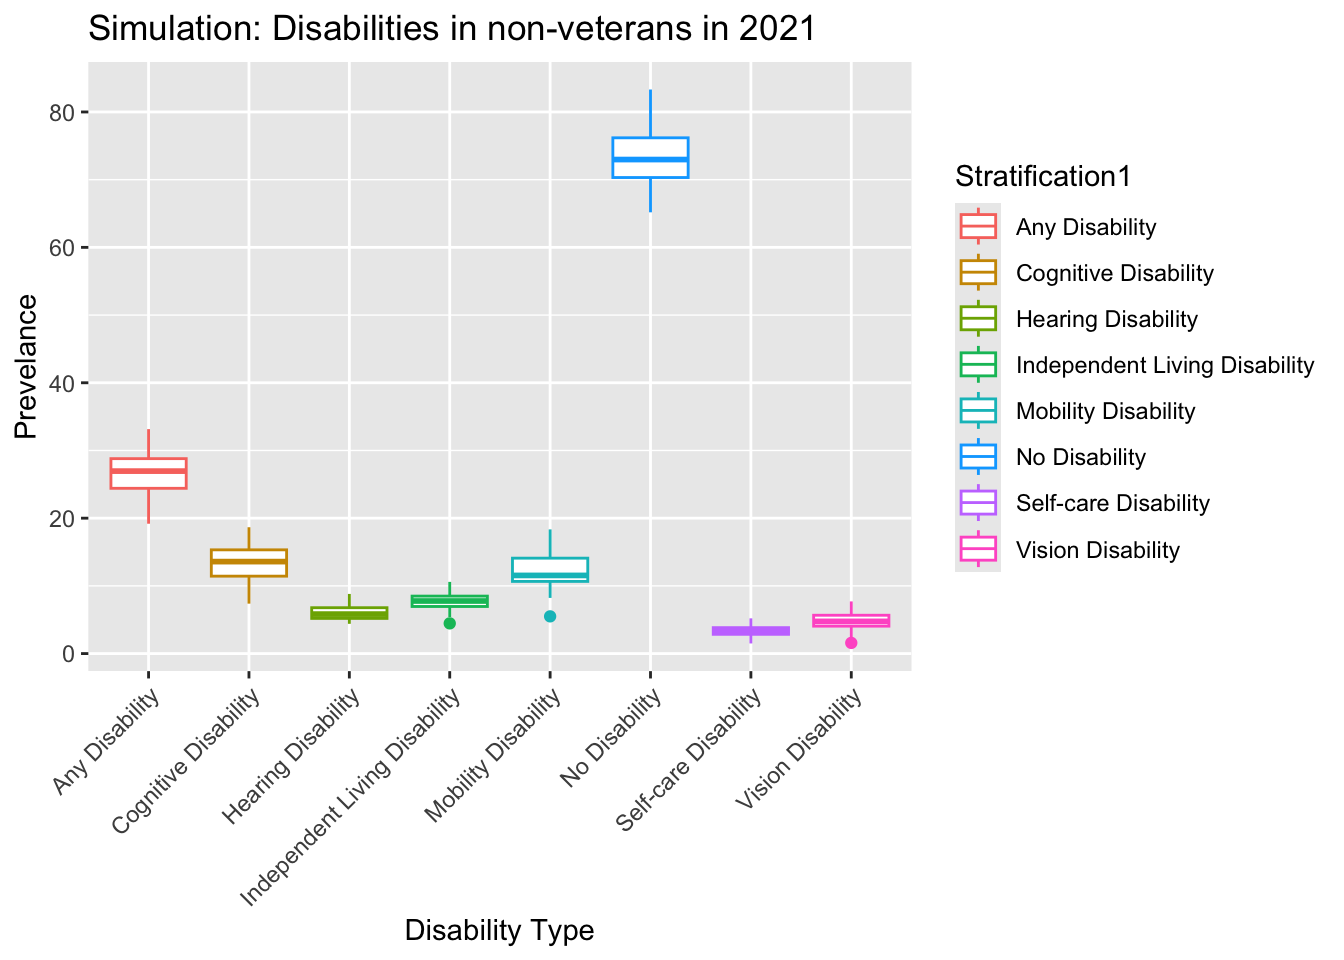 Simulation: Disabilities in non-veterans in 2021
Prevelance
80
60
40
20
0
Any Disability
Cognitive Disability
Hearing Disability
Independent Living Disability
Mobility Disability
No Disability
Self-care Disability
Vision Disability
Disability Type
Stratification1
Any Disability
Cognitive Disability
Hearing Disability
Independent Living Disability
Mobility Disability
No Disability
Self-care Disability
Vision Disability